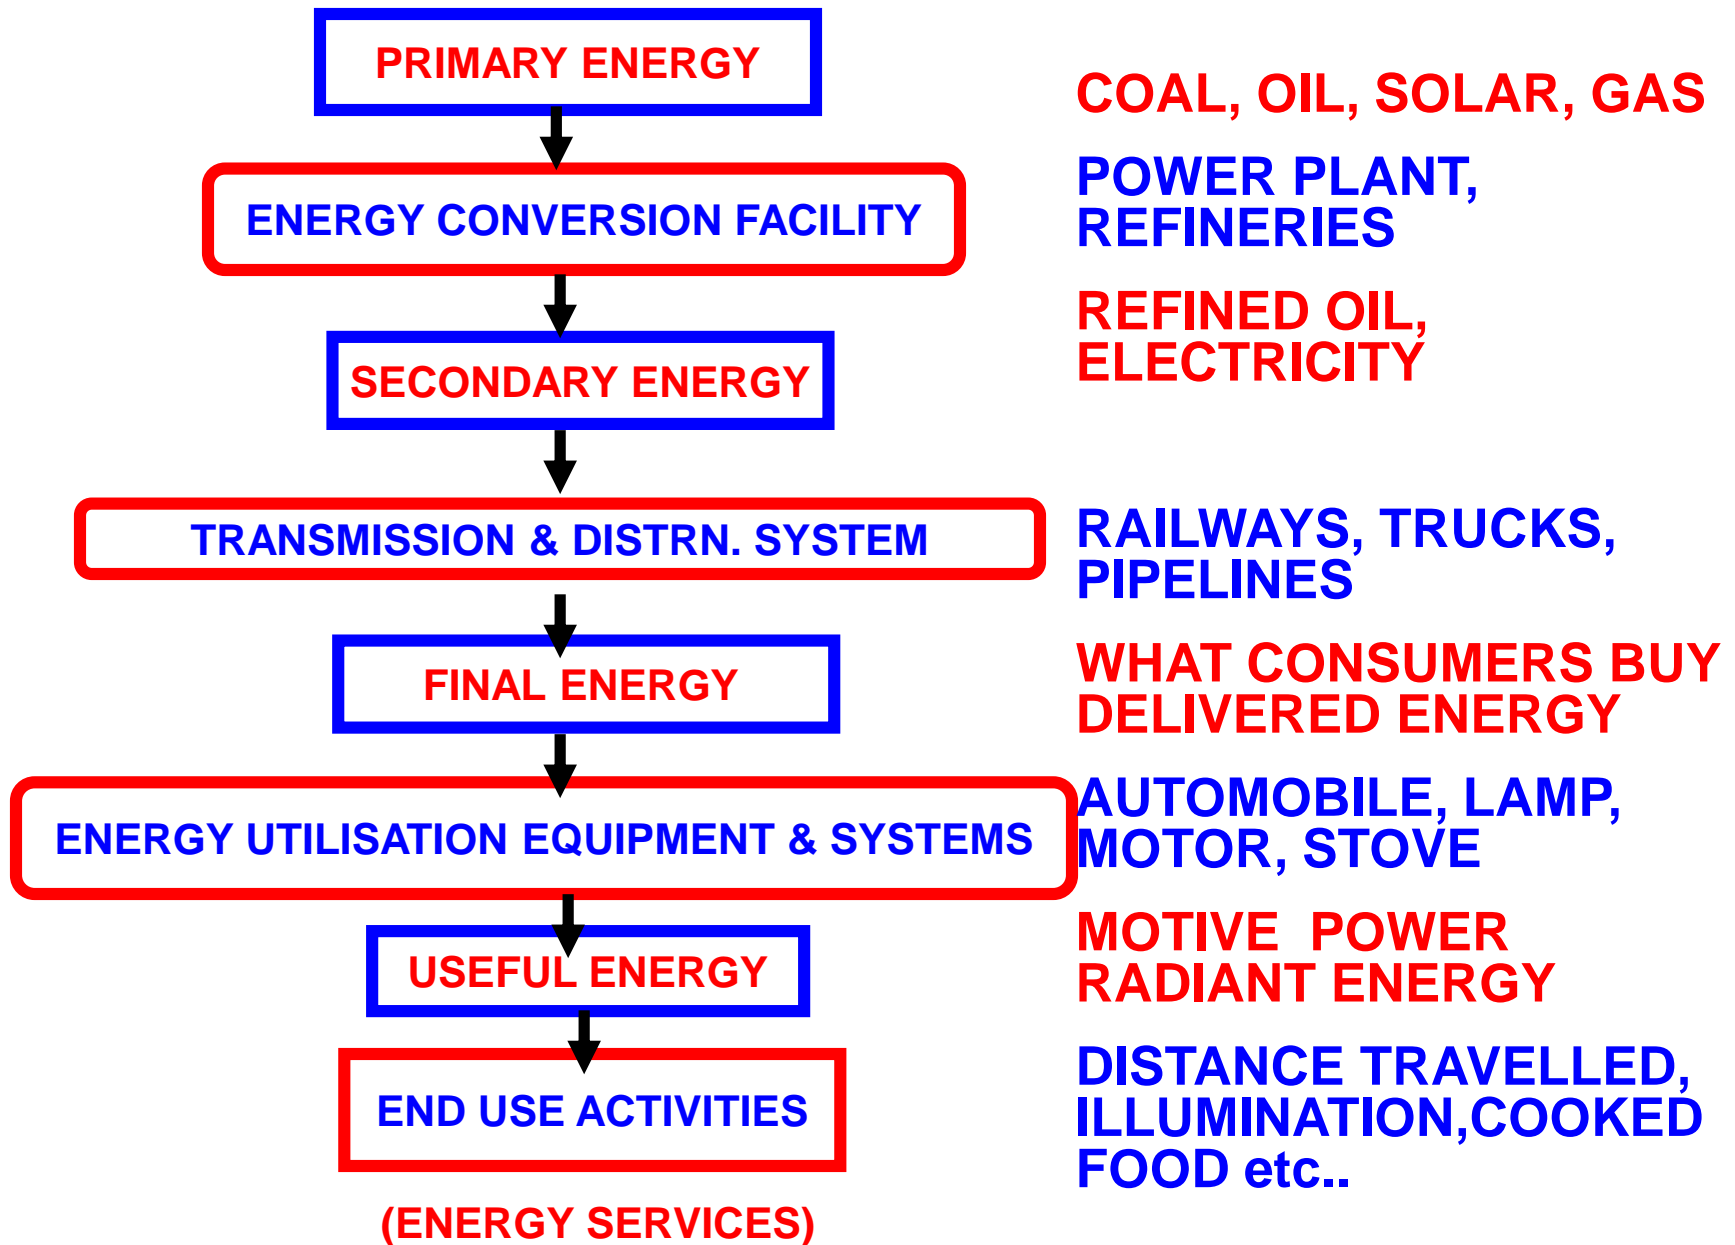 PRIMARY ENERGY
COAL, OIL, SOLAR, GAS
ENERGY CONVERSION FACILITY
POWER PLANT,
REFINERIES
SECONDARY ENERGY
REFINED OIL,
ELECTRICITY
TRANSMISSION & DISTRN. SYSTEM
RAILWAYS, TRUCKS,
PIPELINES
FINAL ENERGY
WHAT CONSUMERS BUY
DELIVERED ENERGY
ENERGY UTILISATION EQUIPMENT & SYSTEMS
AUTOMOBILE, LAMP,
MOTOR, STOVE
USEFUL ENERGY
MOTIVE POWER
RADIANT ENERGY
END USE ACTIVITIES
DISTANCE TRAVELLED,
ILLUMINATION,COOKED
FOOD etc..
(ENERGY SERVICES)